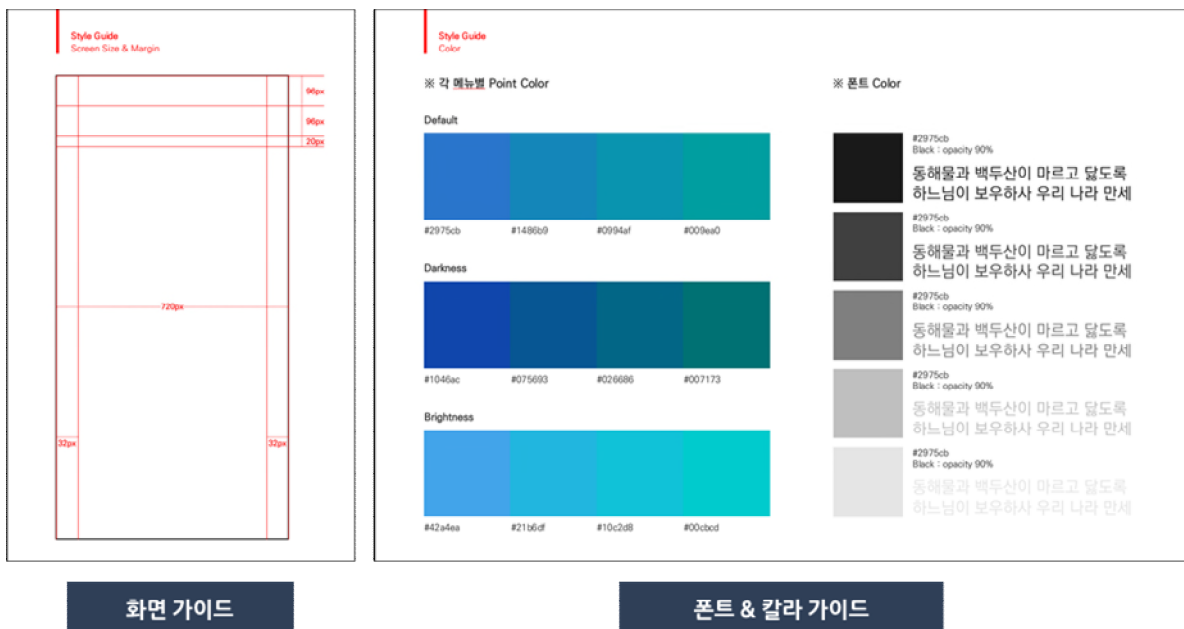 Style Guide
Screen Size & Margin
96px
96px
20px
720px
32px
32px
화면 가이드
Style Guide
Color
※ 각 메뉴별 Point Color
Default
#2975cb
#1486b9
#0994af
#009ea0
Darkness
#1046ac
#075693
#026686
#007173
Brightness
#42a4ea
#21b6df
#10c2d8
#00cbcd
※ 폰트 Color
#2975cb
Black : opacity 90%
동해물과 백두산이 마르고 닳도록
하느님이 보우하사 우리 나라 만세
#2975cb
Black : opacity 90%
동해물과 백두산이 마르고 닳도록
하느님이 보우하사 우리 나라 만세
#2975cb
Black : opacity 90%
동해물과 백두산이 마르고 닳도록
하느님이 보우하사 우리 나라 만세
#2975cb
Black : opacity 90%
동해물과 백두산이 마르고 닳도록
하느님이 보우하사 우리 나라 만세
#2975cb
Black : opacity 90%
동해물과 백두산이 마르고 닳도록
하느님이 보우하사 우리 나라 만세
폰트 & 칼라 가이드